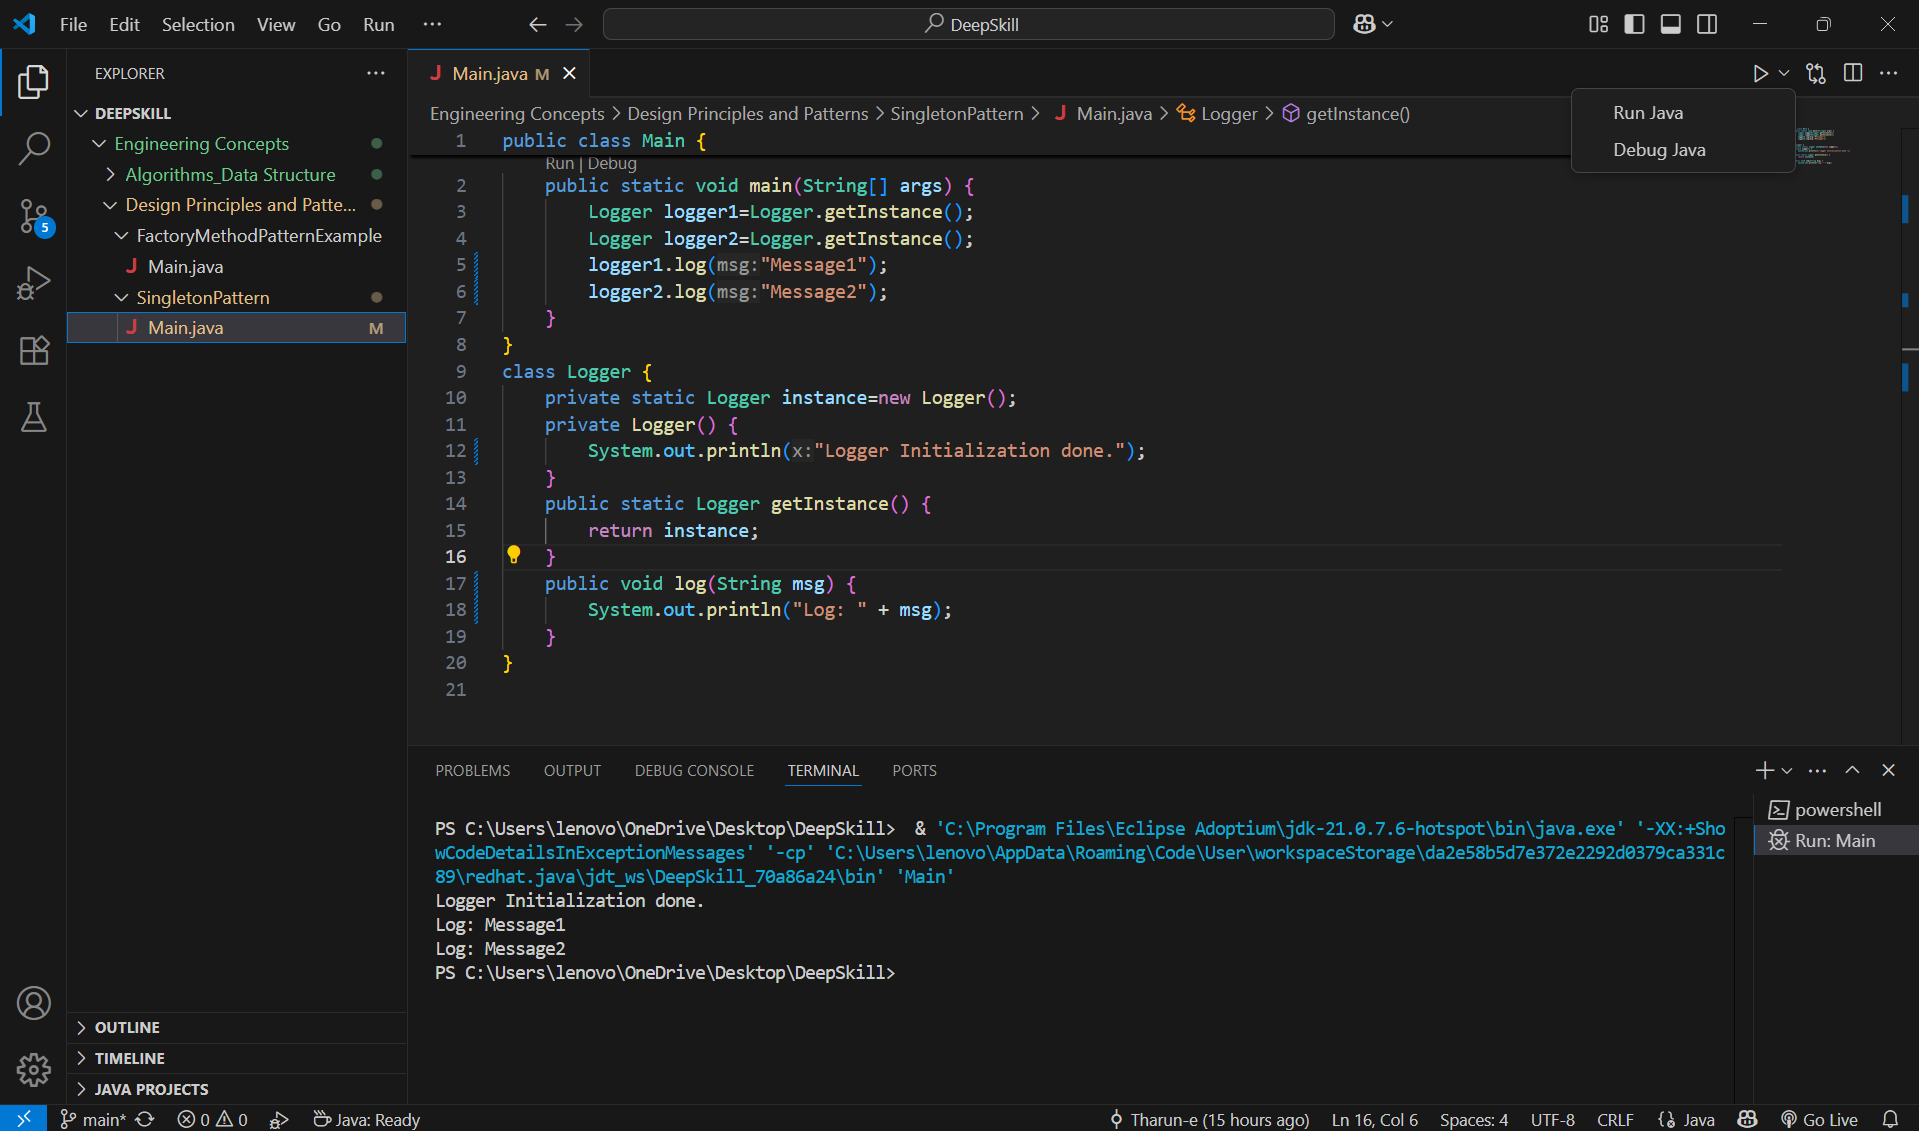 File Edit Selection View Go Run ··· DeepSkill
EXPLORER ···
DEEPSKILL
Engineering Concepts
Algorithms_Data Structure
Design Principles and Patte...
FactoryMethodPatternExample
J Main.java
SingletonPattern
J Main.java M
OUTLINE
TIMELINE
JAVA PROJECTS
5
J Main.java M
Engineering Concepts > Design Principles and Patterns > SingletonPattern > J Main.java > Logger > getInstance()
Run Java
Debug Java
1 public class Main {
Run | Debug
2 public static void main(String[] args) {
3 Logger logger1=Logger.getInstance();
4 Logger logger2=Logger.getInstance();
5 logger1.log(msg:"Message1");
6 logger2.log(msg:"Message2");
7 }
8 }
9 class Logger {
10 private static Logger instance=new Logger();
11 private Logger() {
12 System.out.println(x:"Logger Initialization done.");
13 }
14 public static Logger getInstance() {
15 return instance;
16 }
17 public void log(String msg) {
18 System.out.println("Log: " + msg);
19 }
20 }
21
PROBLEMS OUTPUT DEBUG CONSOLE TERMINAL PORTS
PS C:\Users\lenovo\OneDrive\Desktop\DeepSkill> & 'C:\Program Files\Eclipse Adoptium\jdk-21.0.7.6-hotspot\bin\java.exe' '-XX:+Sho
wCodeDetailsInExceptionMessages' '-cp' 'C:\Users\lenovo\AppData\Roaming\Code\User\workspaceStorage\da2e58b5d7e372e2292d0379ca331c
89\redhat.java\jdt_ws\DeepSkill_70a86a24\bin' 'Main'
Logger Initialization done.
Log: Message1
Log: Message2
PS C:\Users\lenovo\OneDrive\Desktop\DeepSkill>
powershell
Run: Main
main* 0 0 Java: Ready Tharun-e (15 hours ago) Ln 16, Col 6 Spaces: 4 UTF-8 CRLF {} Java Go Live